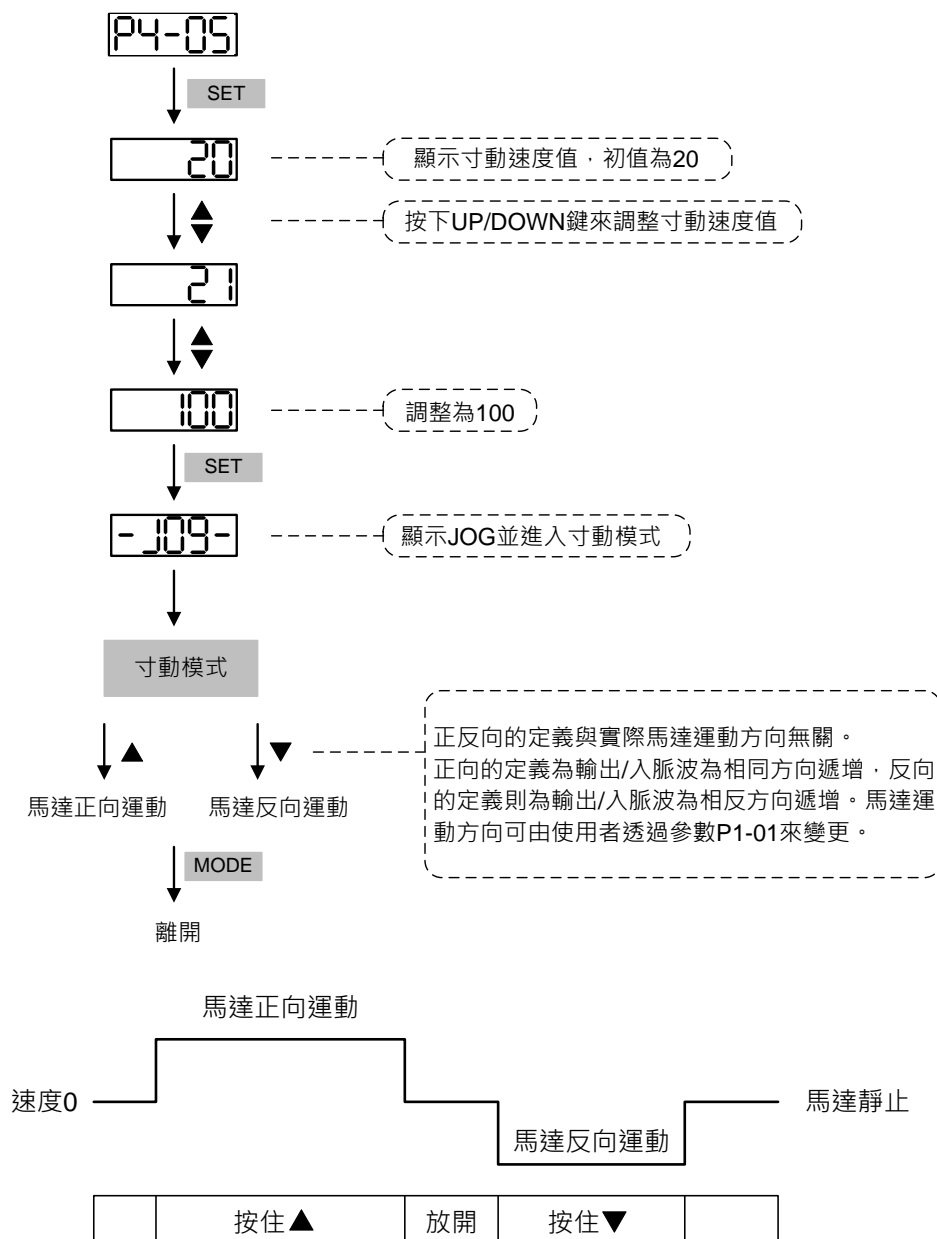 P4-05
SET
20
顯示寸動速度值，初值為20
按下UP/DOWN鍵來調整寸動速度值
21
100
調整為100
SET
-JOG-
顯示JOG並進入寸動模式
寸動模式
▲
▼
馬達正向運動
馬達反向運動
正反向的定義與實際馬達運動方向無關。
正向的定義為輸出/入脈波為相同方向遞增，反向
的定義則為輸出/入脈波為相反方向遞增。馬達運
動方向可由使用者透過參數P1-01來變更。
MODE
離開
馬達正向運動
速度0
馬達靜止
馬達反向運動
按住▲
放開
按住▼